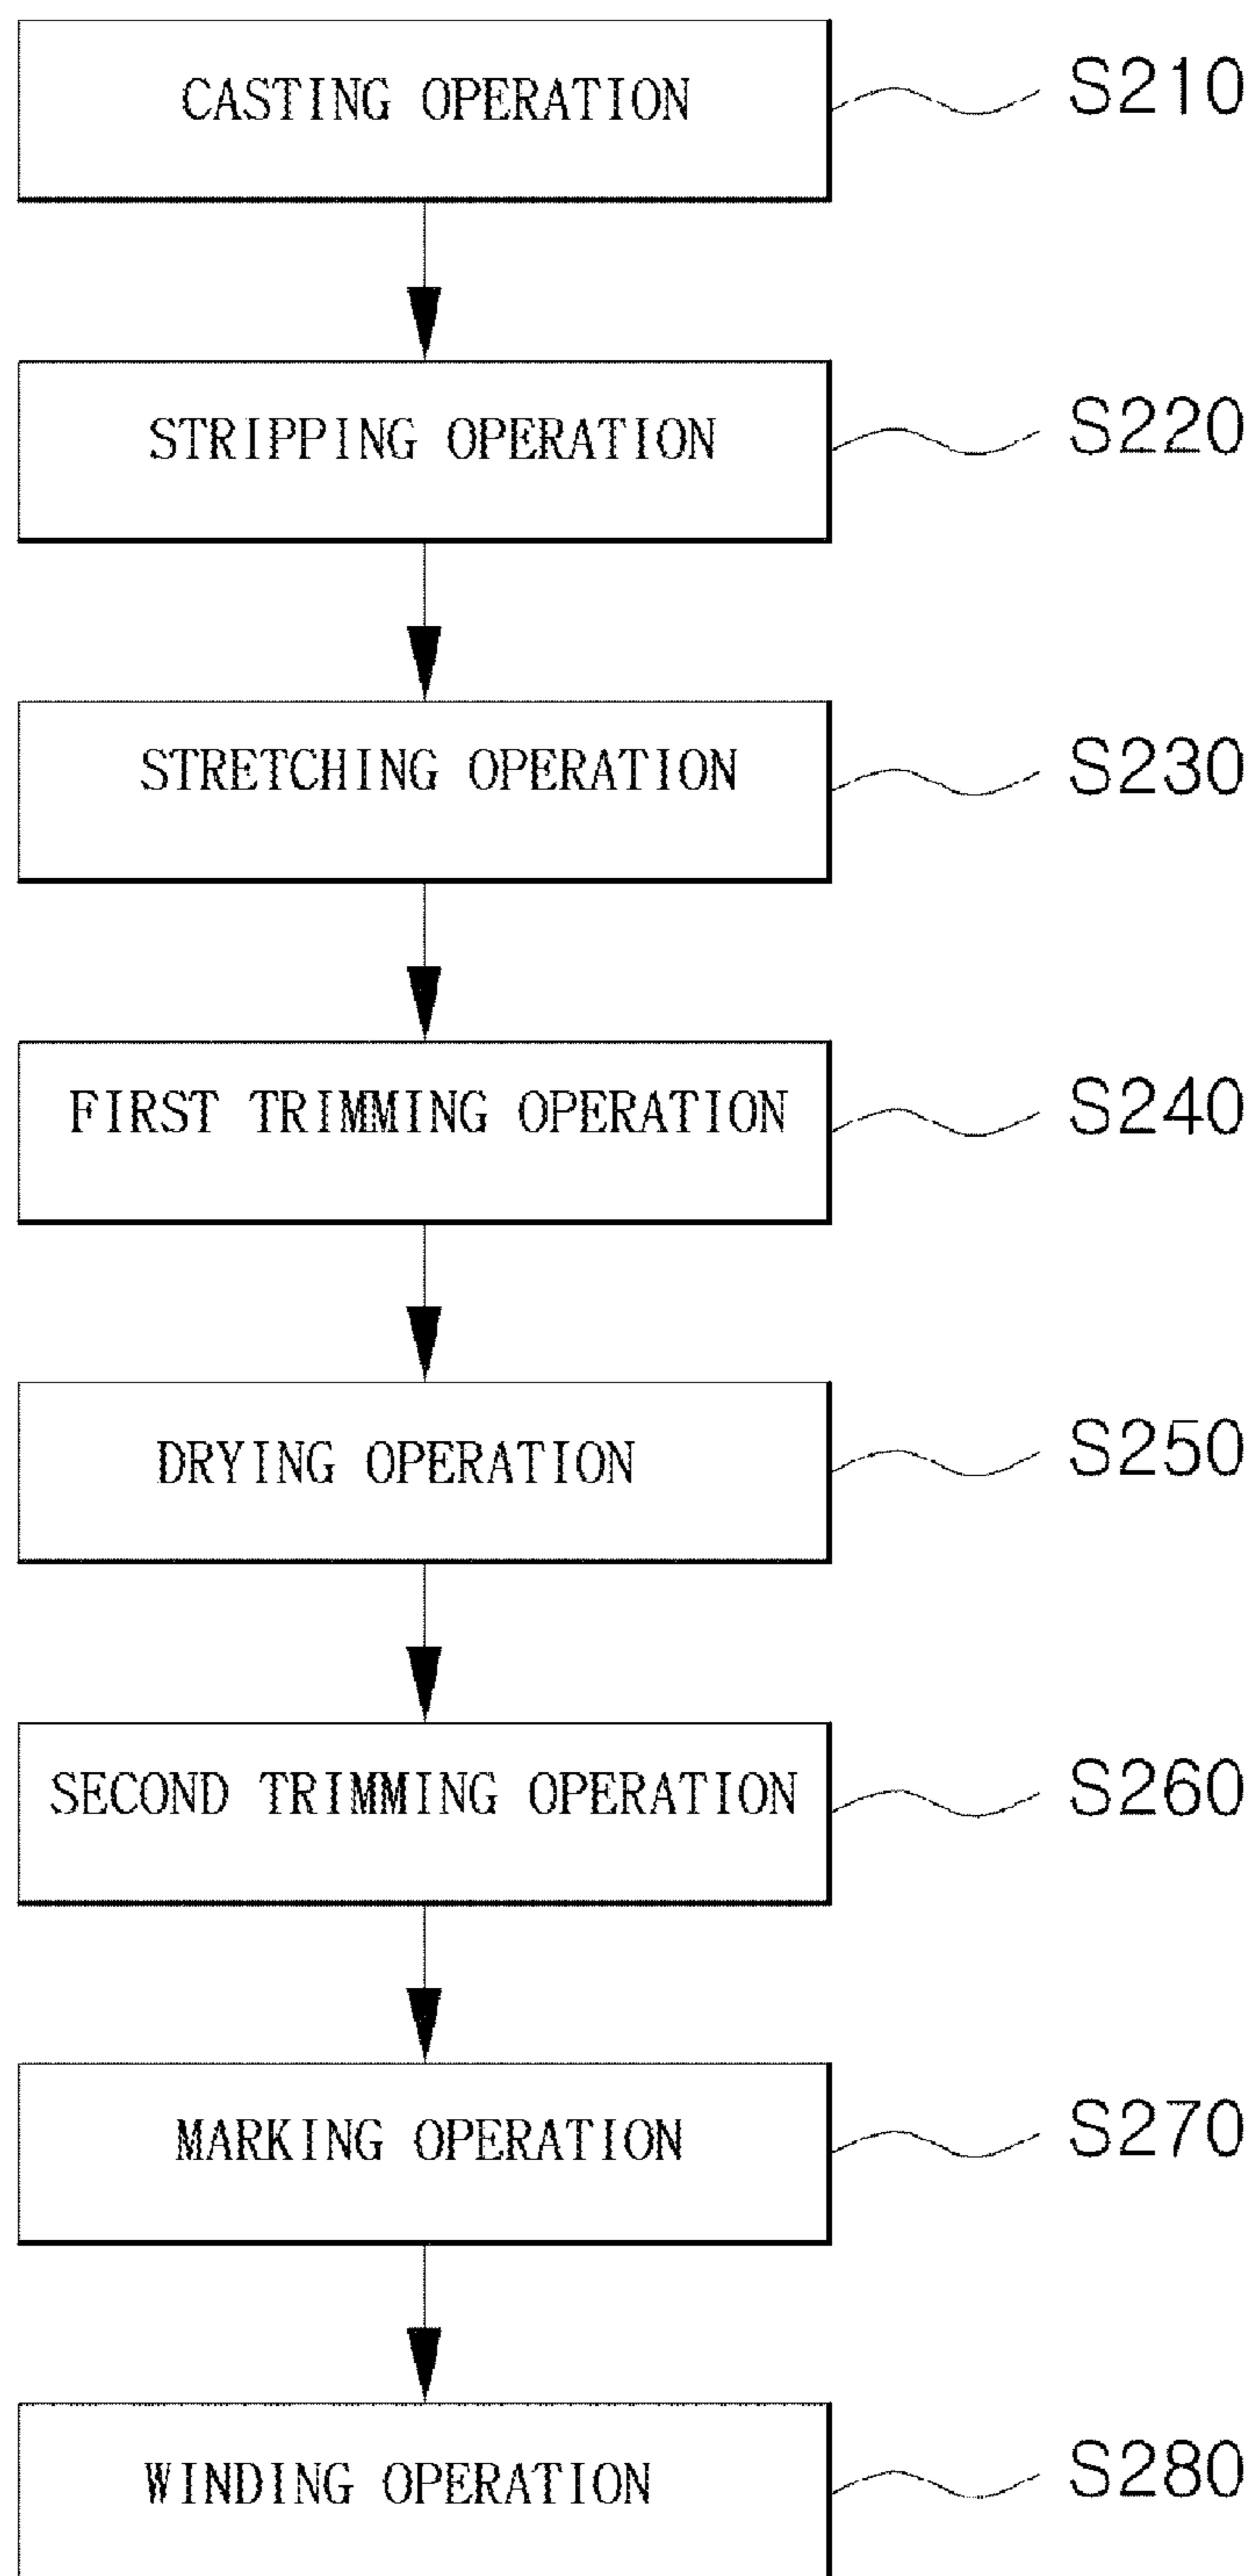 CASTING OPERATION S210
STRIPPING OPERATION S220
STRETCHING OPERATION S230
FIRST TRIMMING OPERATION S240
DRYING OPERATION S250
SECOND TRIMMING OPERATION S260
MARKING OPERATION S270
WINDING OPERATION S280